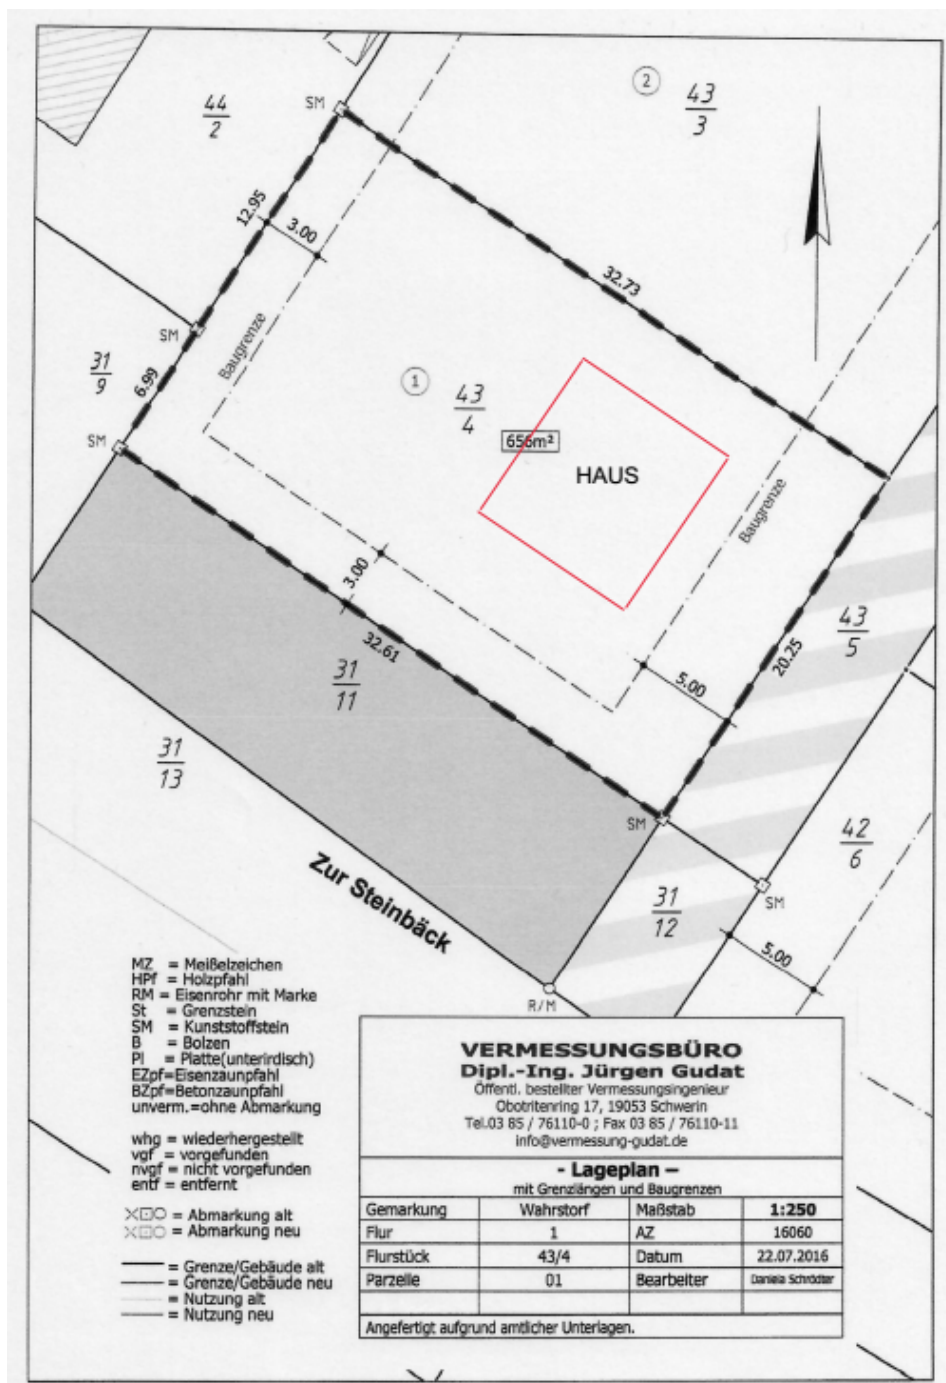 44
2
SM
2
43
3
12.95
3.00
32.73
SM
Baugrenze
31
9
6.99
1
43
4
656m²
HAUS
SM
Baugrenze
3.00
43
5
32.61
31
11
5.00
20.25
31
13
SM
42
6
Zur Steinbäck
31
12
SM
5.00
R/M
MZ = Meißelzeichen
HPf = Holzpfahl
RM = Eisenrohr mit Marke
St = Grenzstein
SM = Kunststoffstein
B = Bolzen
Pl = Platte(unterirdisch)
EZpf=Eisenzaunpfahl
BZpf=Betonzaunpfahl
unverm.=ohne Abmarkung
whg = wiederhergestellt
vgf = vorgefunden
nvgf = nicht vorgefunden
entf = entfernt
= Abmarkung alt
= Abmarkung neu
= Grenze/Gebäude alt
= Grenze/Gebäude neu
= Nutzung alt
= Nutzung neu
VERMESSUNGSBÜRO
Dipl.-Ing. Jürgen Gudat
Öffentl. bestellter Vermessungsingenieur
Obotritenring 17, 19053 Schwerin
Tel.03 85 / 76110-0 ; Fax 03 85 / 76110-11
info@vermessung-gudat.de
- Lageplan –
mit Grenzlängen und Baugrenzen
Gemarkung Wahrstorf Maßstab 1:250
Flur 1 AZ 16060
Flurstück 43/4 Datum 22.07.2016
Parzelle 01 Bearbeiter Daniela Schrödter
Angefertigt aufgrund amtlicher Unterlagen.